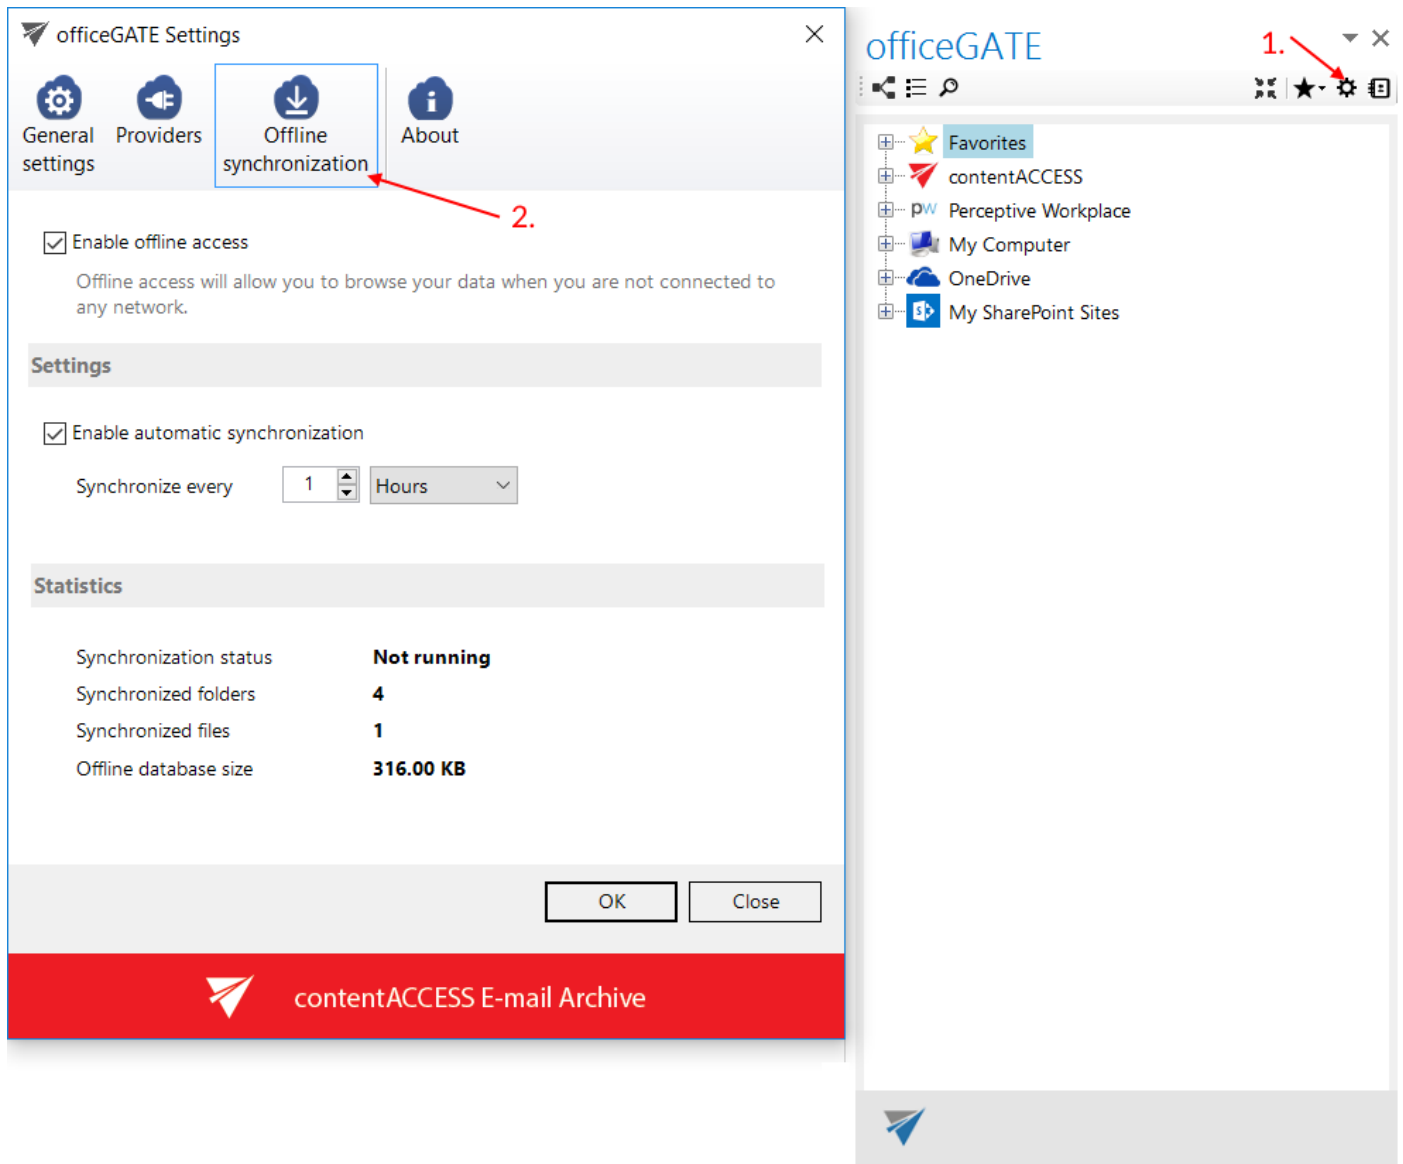 officeGATE Settings
General settings
Providers
Offline synchronization
About
2.
Enable offline access
Offline access will allow you to browse your data when you are not connected to
any network.
Settings
Enable automatic synchronization
Synchronize every 1 Hours
Statistics
Synchronization status Not running
Synchronized folders 4
Synchronized files 1
Offline database size 316.00 KB
OK Close
contentACCESS E-mail Archive
officeGATE
1.
Favorites
contentACCESS
pw Perceptive Workplace
My Computer
OneDrive
S My SharePoint Sites